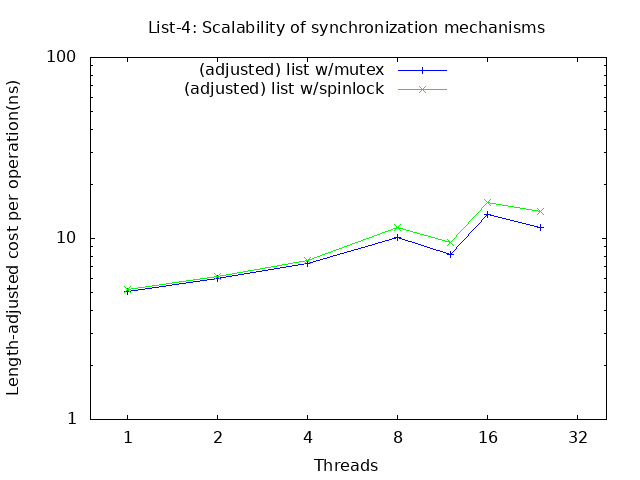 List-4: Scalability of synchronization mechanisms
100
(adjusted) list w/mutex
(adjusted) list w/spinlock
Length-adjusted cost per operation(ns)
10
1
1 2 4 8 16 32
Threads